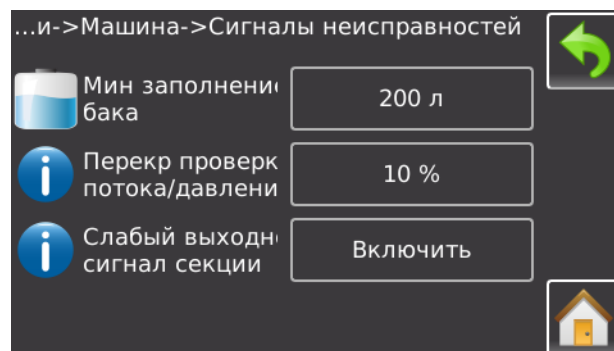 ...и->Машина->Сигналы неисправностей
Мин заполнени
бака
200 л
Перекр проверк
потока/давлени
10 %
Слабый выходн
сигнал секции
Включить